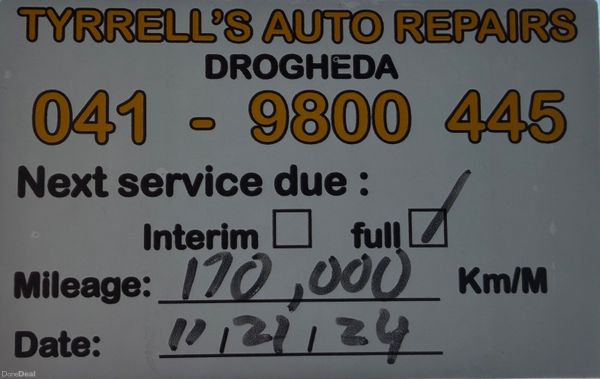 TYRRELL'S AUTO REPAIRS
DROGHEDA
041 - 9800 445
Next service due :
Interim full /
Mileage: 170,000 Km/M
Date: 11,21,24
DoneDeal